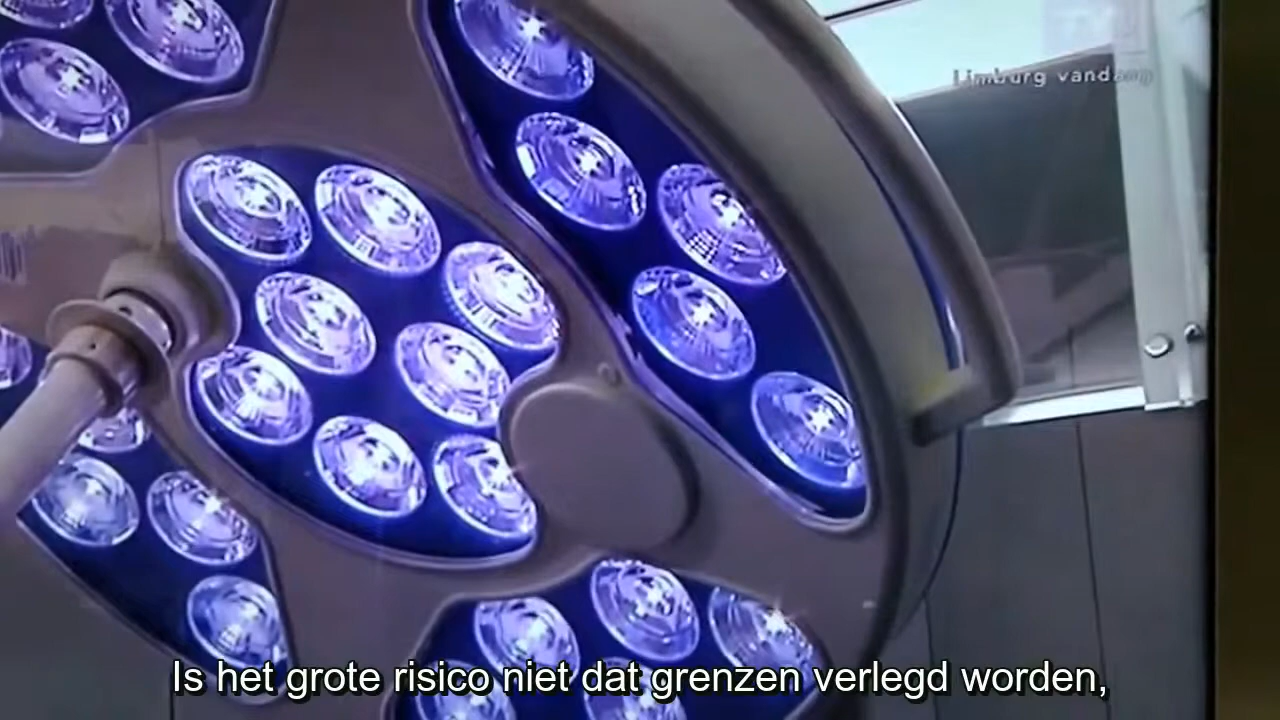 Limburg vandaag
Is het grote risico niet dat grenzen verlegd worden,